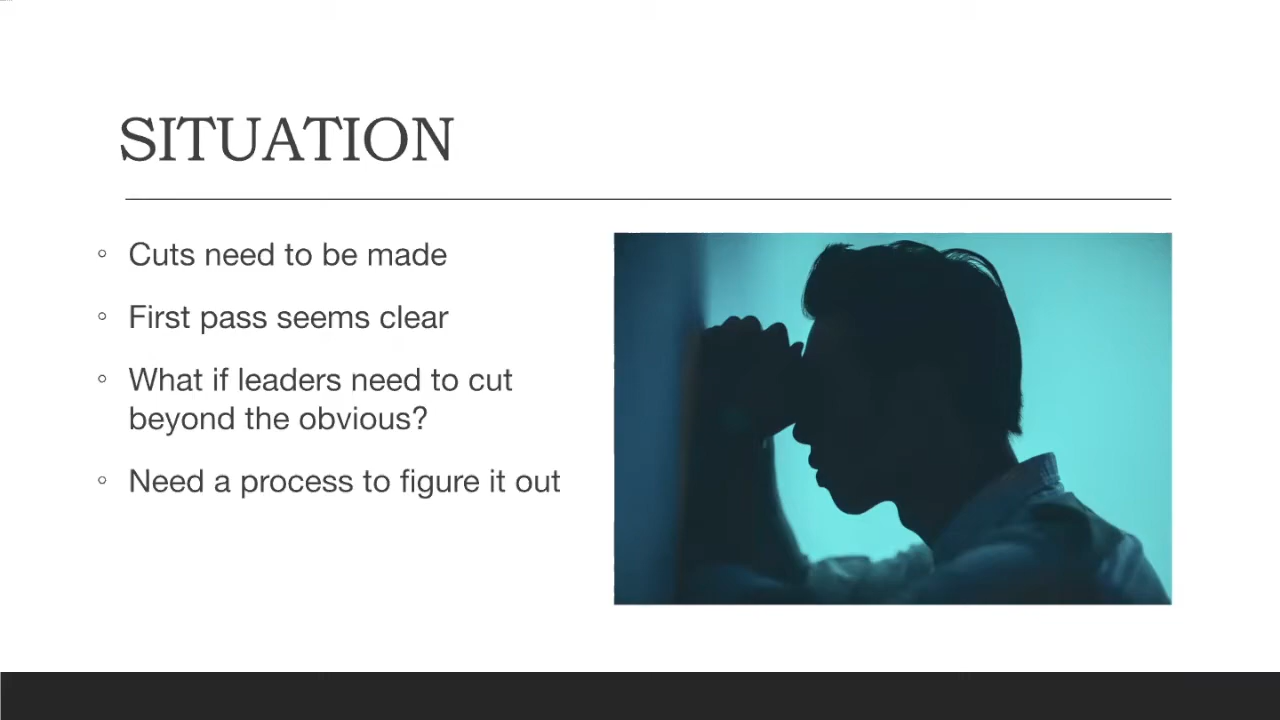 SITUATION
Cuts need to be made
First pass seems clear
What if leaders need to cut
beyond the obvious?
Need a process to figure it out